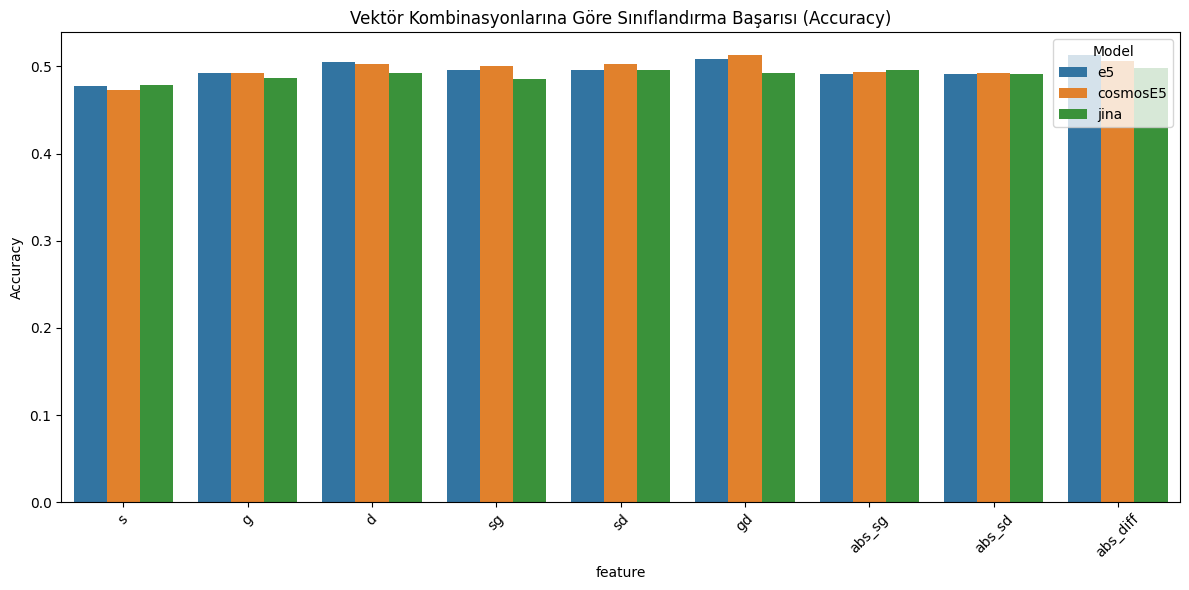 Vektör Kombinasyonlarına Göre Sınıflandırma Başarısı (Accuracy)
Model
e5
cosmosE5
jina
Accuracy
0.5
0.4
0.3
0.2
0.1
0.0
s
g
d
sg
sd
gd
abs_sg
abs_sd
abs_diff
feature